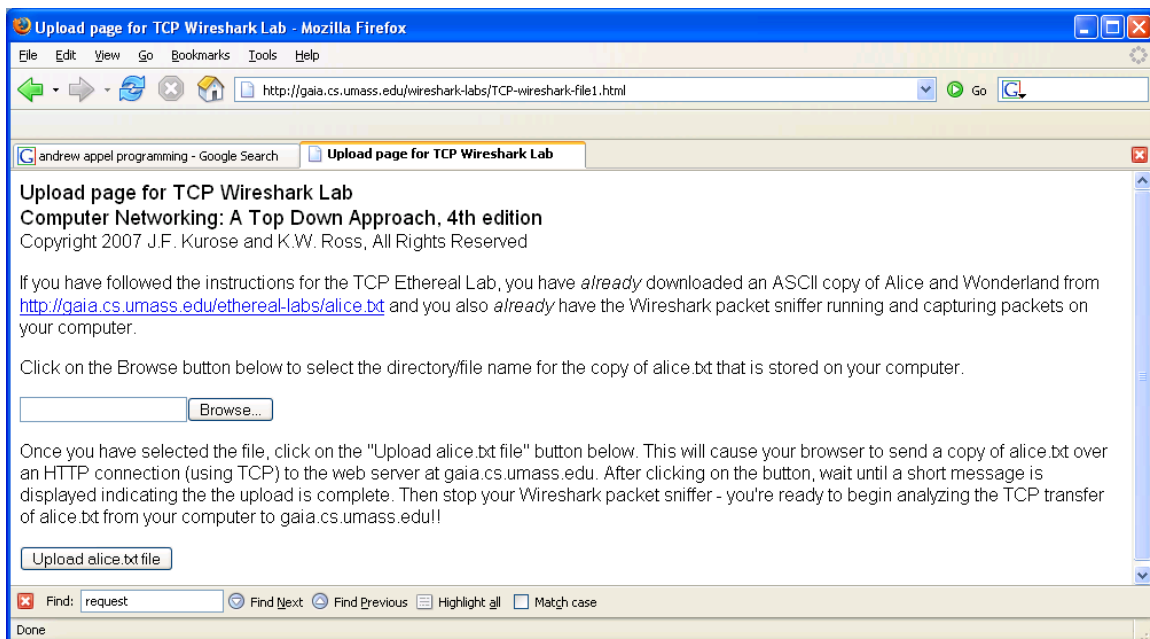 Upload page for TCP Wireshark Lab - Mozilla Firefox
File Edit View Go Bookmarks Tools Help
http://gaia.cs.umass.edu/wireshark-labs/TCP-wireshark-file1.html Go G
G andrew appel programming - Google Search Upload page for TCP Wireshark Lab
Upload page for TCP Wireshark Lab
Computer Networking: A Top Down Approach, 4th edition
Copyright 2007 J.F. Kurose and K.W. Ross, All Rights Reserved
If you have followed the instructions for the TCP Ethereal Lab, you have already downloaded an ASCII copy of Alice and Wonderland from
http://gaia.cs.umass.edu/ethereal-labs/alice.txt and you also already have the Wireshark packet sniffer running and capturing packets on
your computer.
Click on the Browse button below to select the directory/file name for the copy of alice.txt that is stored on your computer.
Browse...
Once you have selected the file, click on the "Upload alice.txt file" button below. This will cause your browser to send a copy of alice.txt over
an HTTP connection (using TCP) to the web server at gaia.cs.umass.edu. After clicking on the button, wait until a short message is
displayed indicating the the upload is complete. Then stop your Wireshark packet sniffer - you're ready to begin analyzing the TCP transfer
of alice.txt from your computer to gaia.cs.umass.edu!!
Upload alice.txt file
Find: request Find Next Find Previous Highlight all Match case
Done